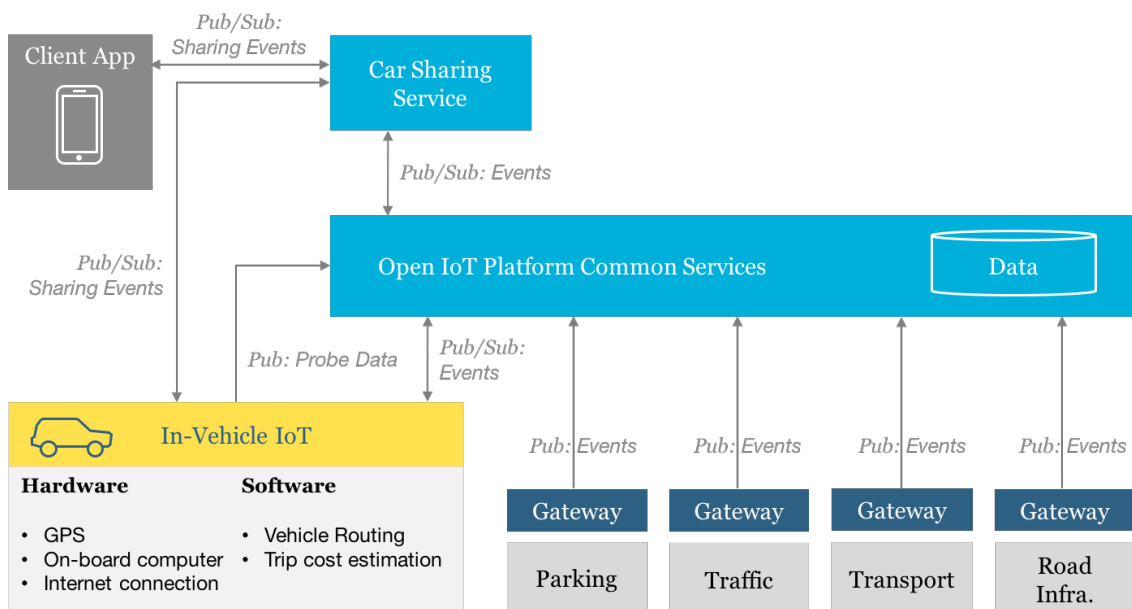 Client App
Pub/Sub:
Sharing Events
Car Sharing
Service
Pub/Sub: Events
Pub/Sub:
Sharing Events
Open IoT Platform Common Services
Data
Pub: Probe Data
Pub/Sub:
Events
In-Vehicle IoT
Hardware
• GPS
• On-board computer
• Internet connection
Software
• Vehicle Routing
• Trip cost estimation
Pub: Events
Pub: Events
Pub: Events
Pub: Events
Gateway
Gateway
Gateway
Gateway
Parking
Traffic
Transport
Road
Infra.